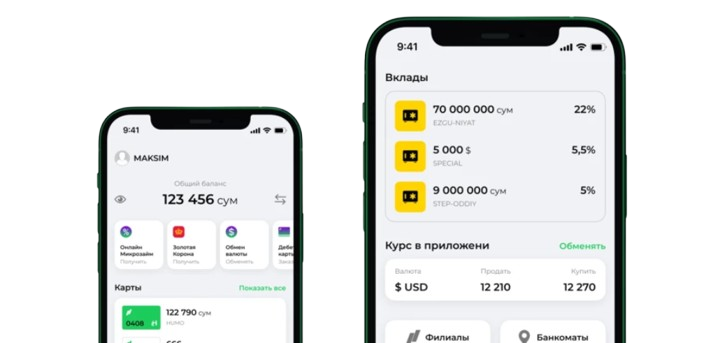 9:41
MAKSIM
Общий баланс
123 456 сум
Онлайн
Микрозайм
Получить
Золотая
Корона
Получить
Обмен
валюты
Обменить
Дебе
карты
Зака
Карты
Показать все
122 790 сум
0408
HUMO
9:41
Вклады
70 000 000 сум
22%
EZGU-NIYAT
5 000 $
5,5%
SPECIAL
9 000 000 сум
5%
STEP-ODDIY
Курс в приложени
Обменять
Валюта
Продать
Купить
$ USD
12 210
12 270
Филиалы
Банкоматы